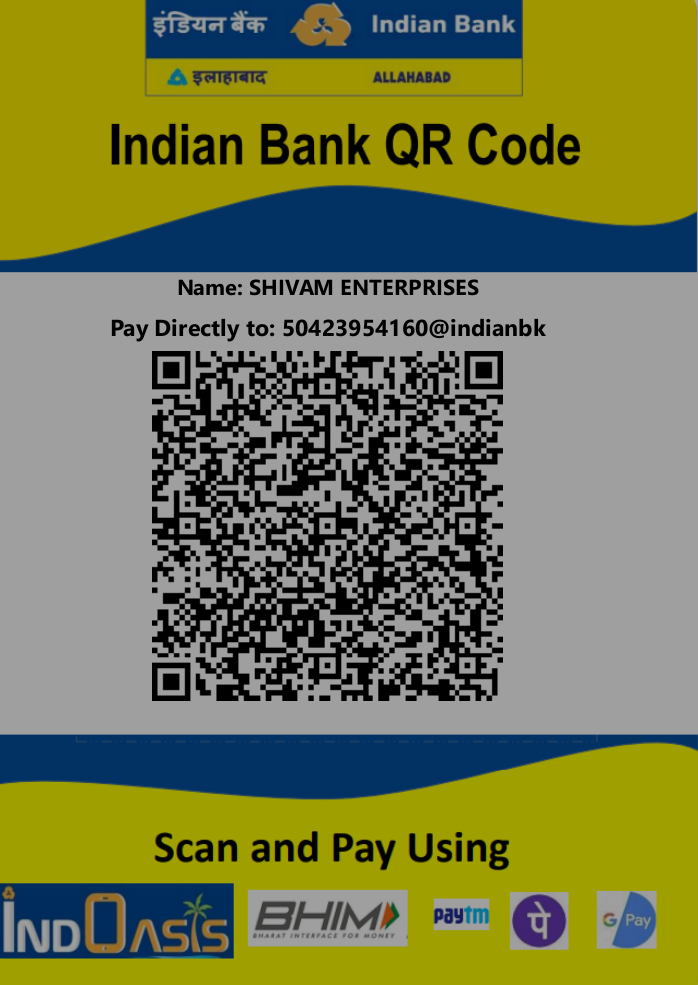 इंडियन बैंक Indian Bank
इलाहाबाद ALLAHABAD
Indian Bank QR Code
Name: SHIVAM ENTERPRISES
Pay Directly to: 50423954160@indianbk
Scan and Pay Using
INDOASIS
BHIM
BHARAT INTERFACE FOR MONEY
paytm
पे
G Pay